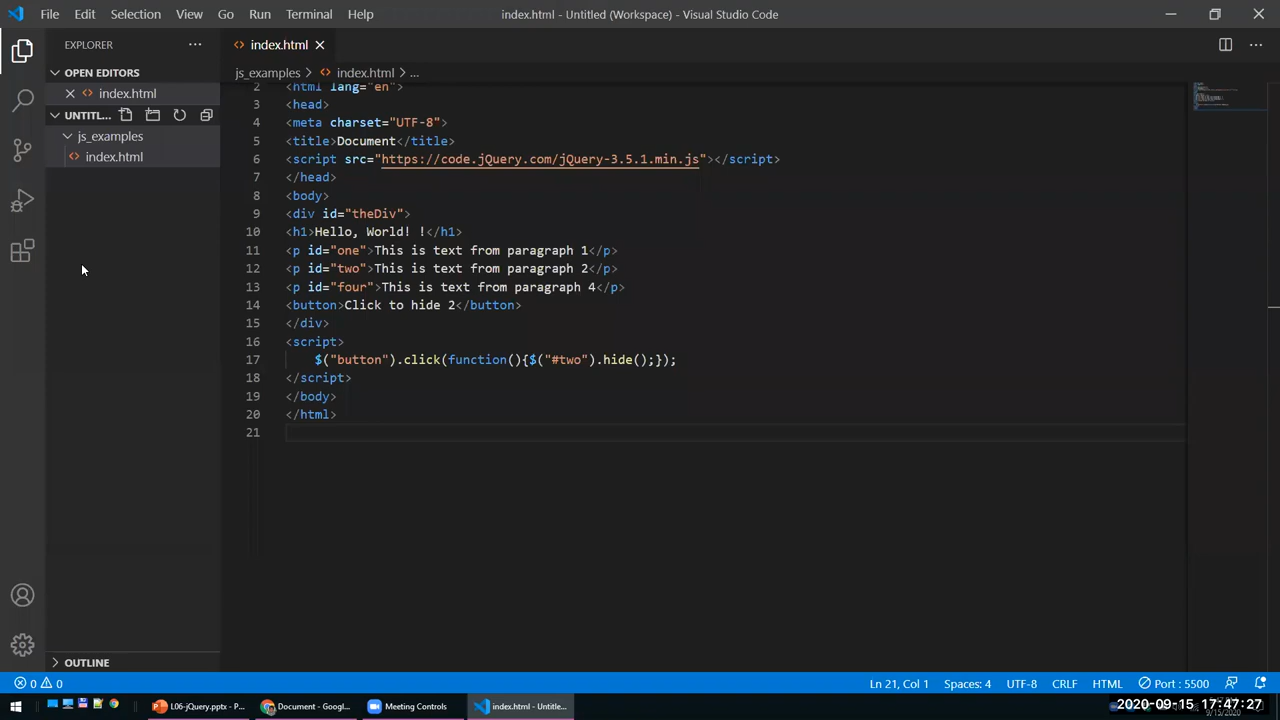 File Edit Selection View Go Run Terminal Help
index.html - Untitled (Workspace) - Visual Studio Code
EXPLORER
index.html
OPEN EDITORS
js_examples > index.html > ...
index.html
UNTITL...
js_examples
index.html
2 <html lang="en">
3 <head>
4 <meta charset="UTF-8">
5 <title>Document</title>
6 <script src="https://code.jQuery.com/jQuery-3.5.1.min.js"></script>
7 </head>
8 <body>
9 <div id="theDiv">
10 <h1>Hello, World! !</h1>
11 <p id="one">This is text from paragraph 1</p>
12 <p id="two">This is text from paragraph 2</p>
13 <p id="four">This is text from paragraph 4</p>
14 <button>Click to hide 2</button>
15 </div>
16 <script>
17 $("button").click(function(){$("#two").hide();});
18 </script>
19 </body>
20 </html>
21
OUTLINE
0 0
Ln 21, Col 1 Spaces: 4 UTF-8 CRLF HTML Port : 5500
L06-jQuery.pptx - P...
Document - Googl...
Meeting Controls
index.html - Untitle...
2020-09-15 17:47:27
9/15/2020